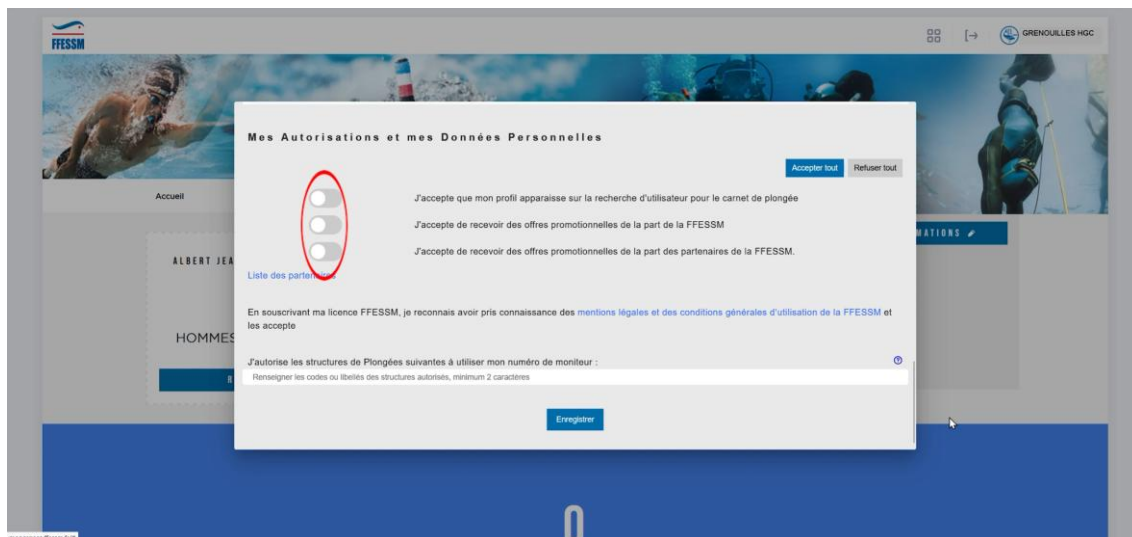 FFESSM
GRENOUILLES HGC
Mes Autorisations et mes Données Personnelles
Accepter tout Refuser tout
Accueil
J'accepte que mon profil apparaisse sur la recherche d'utilisateur pour le carnet de plongée
J'accepte de recevoir des offres promotionnelles de la part de la FFESSM
MATIONS
J'accepte de recevoir des offres promotionnelles de la part des partenaires de la FFESSM.
ALBERT JEA
Liste des partenaires
En souscrivant ma licence FFESSM, je reconnais avoir pris connaissance des mentions légales et des conditions générales d'utilisation de la FFESSM et
les accepte
HOMMES
J'autorise les structures de Plongées suivantes à utiliser mon numéro de moniteur :
Renseigner les codes ou libellés des structures autorisés, minimum 2 caractères
R
Enregistrer
0